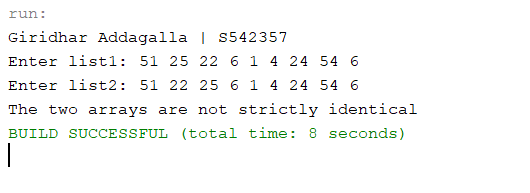 run:
Giridhar Addagalla | S542357
Enter list1: 51 25 22 6 1 4 24 54 6
Enter list2: 51 22 25 6 1 4 24 54 6
The two arrays are not strictly identical
BUILD SUCCESSFUL (total time: 8 seconds)